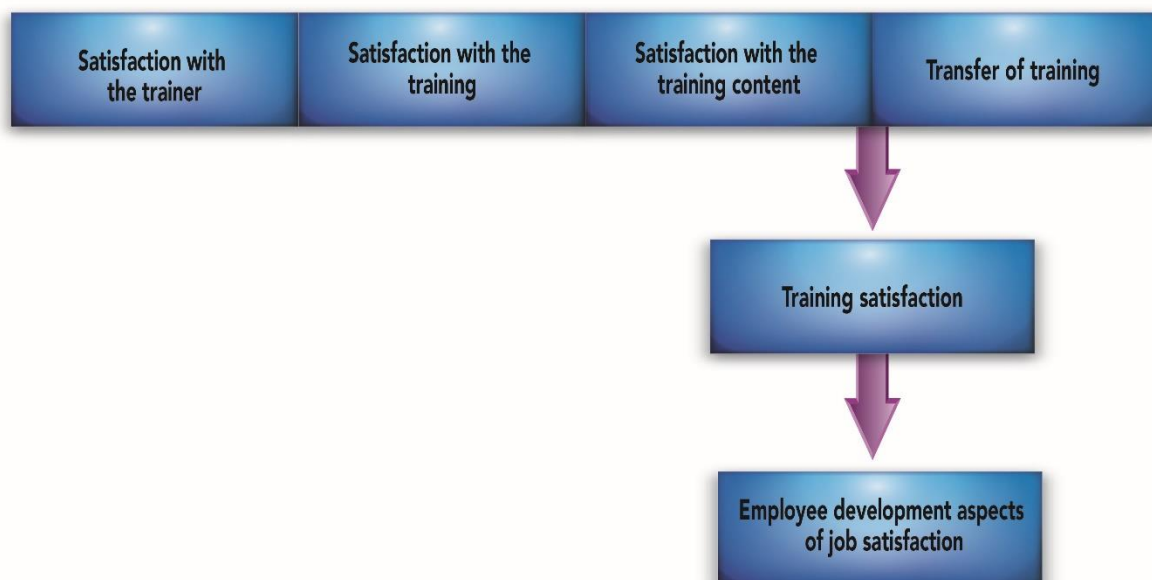 Satisfaction with
the trainer
Satisfaction with the
training
Satisfaction with the
training content
Transfer of training
Training satisfaction
Employee development aspects
of job satisfaction